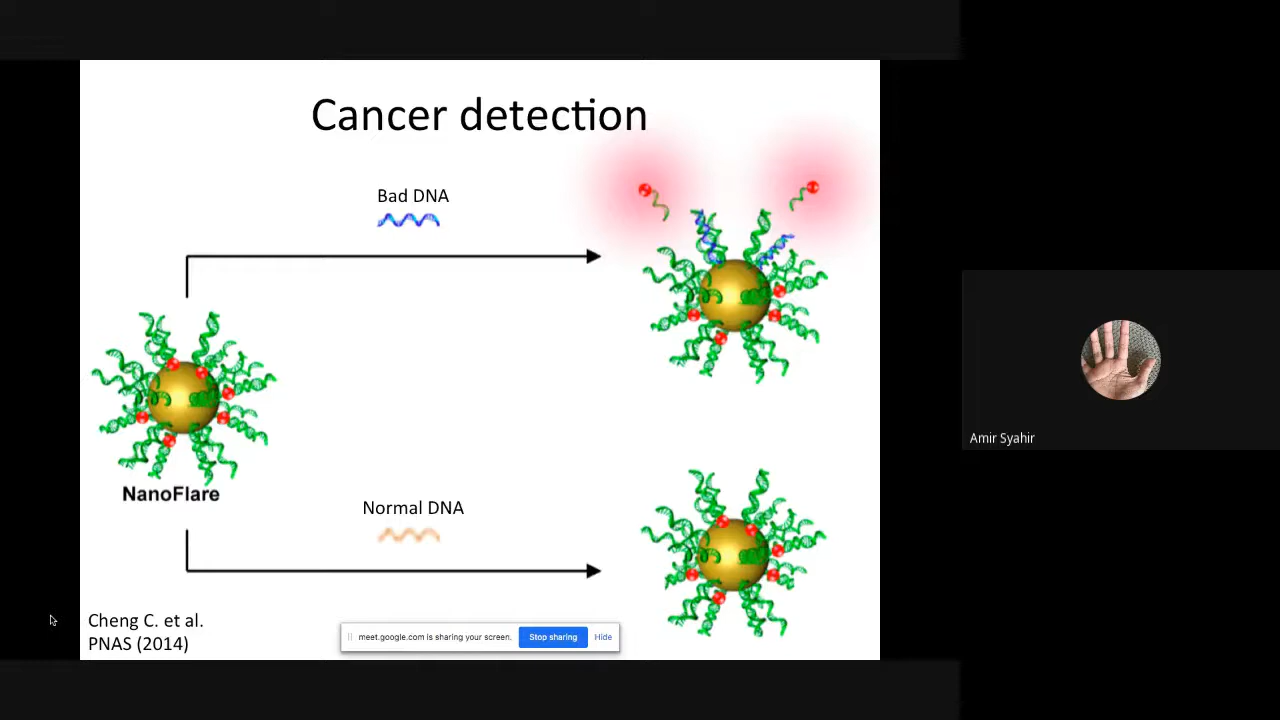 Cancer detection
Bad DNA
NanoFlare
Normal DNA
Cheng C. et al.
PNAS (2014)
meet.google.com is sharing your screen.
Stop sharing
Hide
Amir Syahir